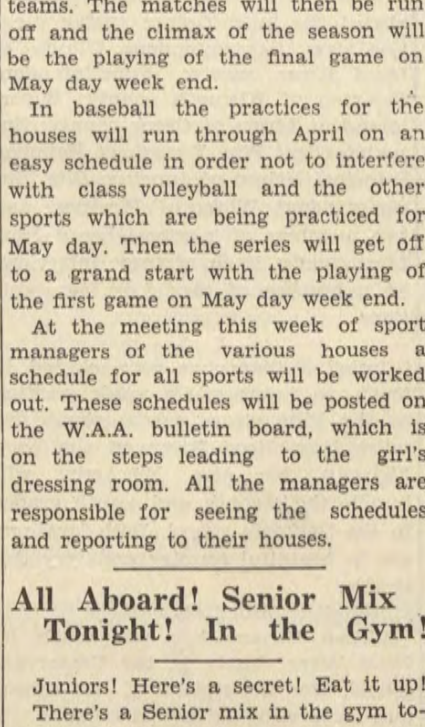 teams. The matches will then be run
off and the climax of the season will
be the playing of the final game on
May day week end.
In baseball the practices for the
houses will run through April on an
easy schedule in order not to interfere
with class volleyball and the other
sports which are being practiced for
May day. Then the series will get off
to a grand start with the playing of
the first game on May day week end.
At the meeting this week of sport
managers of the various houses a
schedule for all sports will be worked
out. These schedules will be posted on
the W.A.A. bulletin board, which is
on the steps leading to the girl's
dressing room. All the managers are
responsible for seeing the schedules
and reporting to their houses.
All Aboard! Senior Mix
Tonight! In the Gym!
Juniors! Here's a secret! Eat it up!
There's a Senior mix in the gym to-